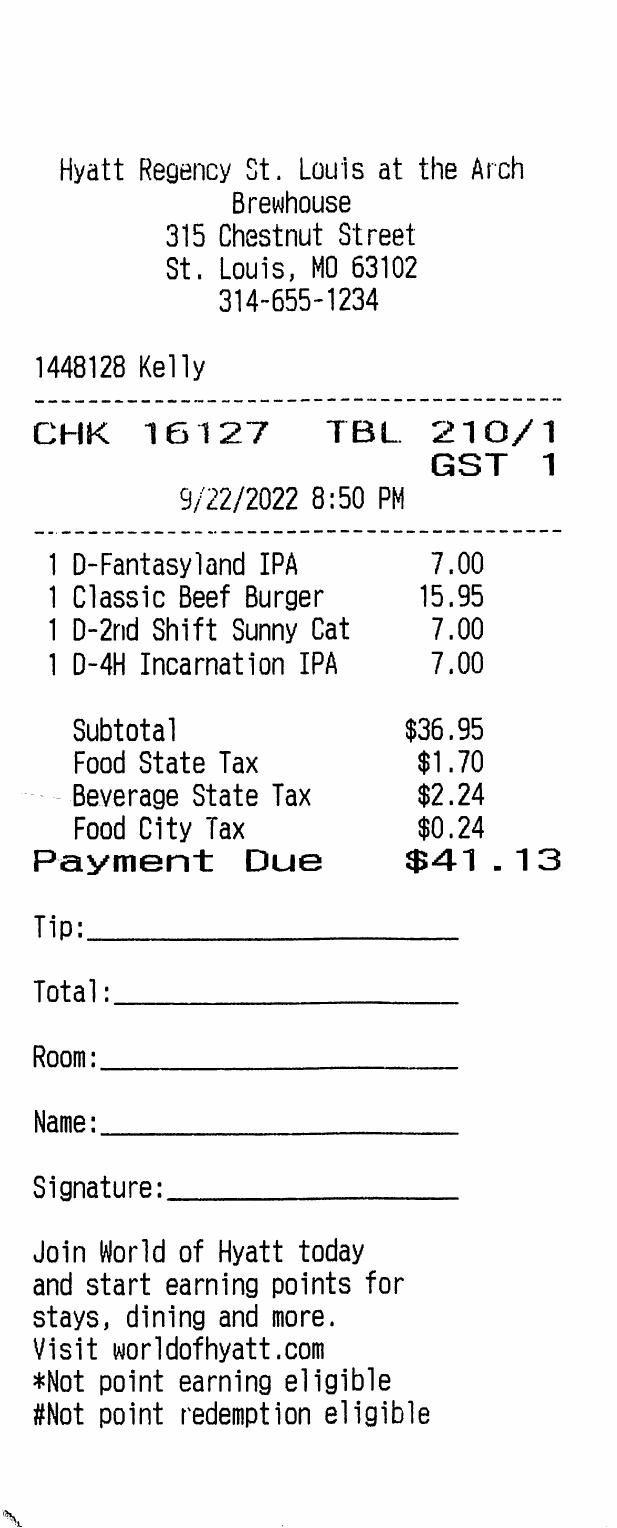 Hyatt Regency St. Louis at the Arch
Brewhouse
315 Chestnut Street
St. Louis, MO 63102
314-655-1234
1448128 Kelly
----------------------------------------
CHK 16127 TBL 210/1
GST 1
9/22/2022 8:50 PM
----------------------------------------
1 D-Fantasyland IPA 7.00
1 Classic Beef Burger 15.95
1 D-2nd Shift Sunny Cat 7.00
1 D-4H Incarnation IPA 7.00
Subtotal $36.95
Food State Tax $1.70
Beverage State Tax $2.24
Food City Tax $0.24
Payment Due $41.13
Tip:____________________________
Total:__________________________
Room:___________________________
Name:___________________________
Signature:______________________
Join World of Hyatt today
and start earning points for
stays, dining and more.
Visit worldofhyatt.com
*Not point earning eligible
#Not point redemption eligible